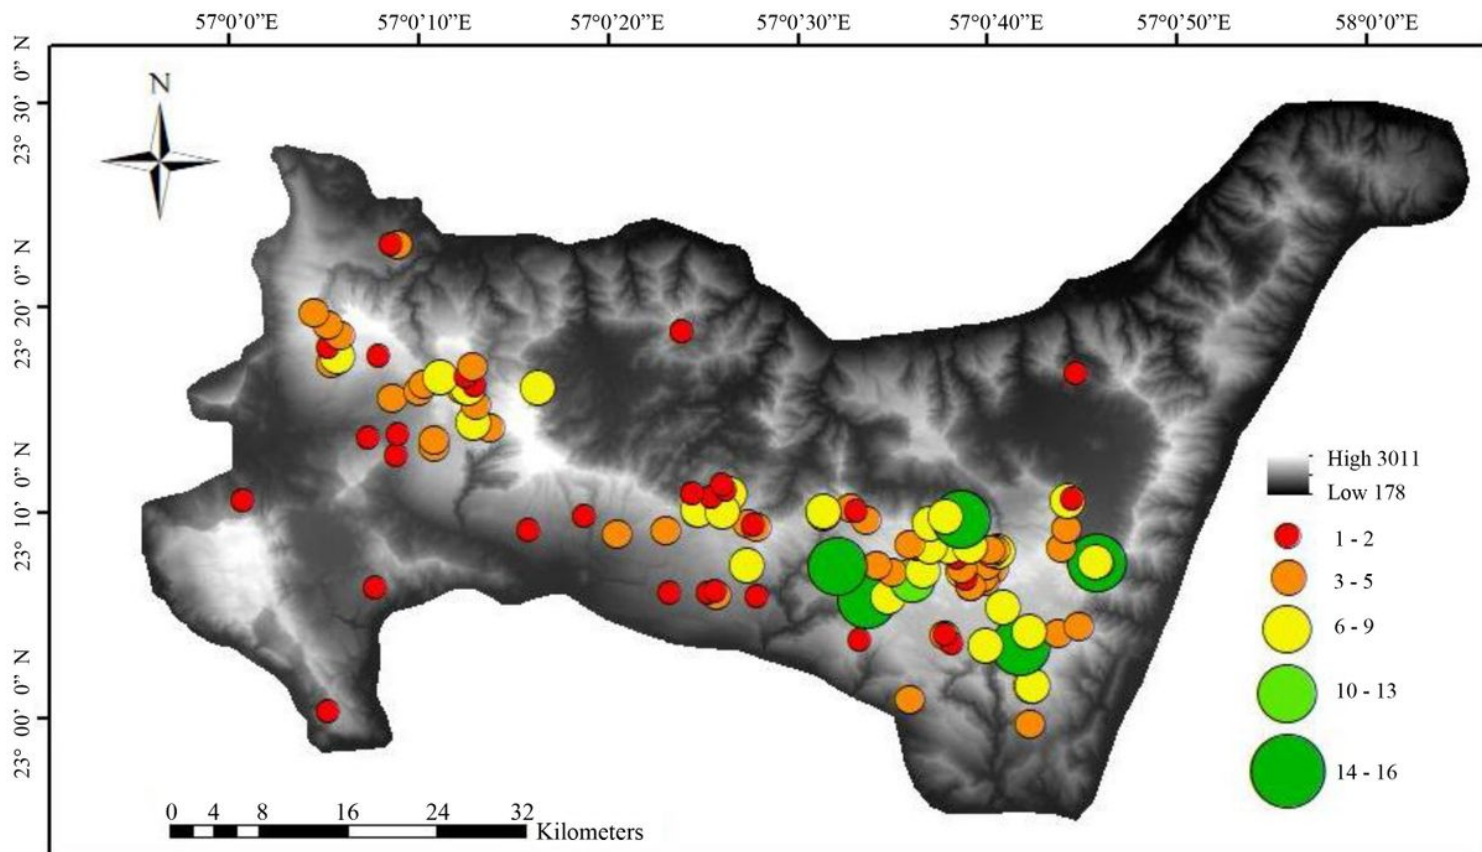 57°0’0”E 57°0’10”E 57°0’20”E 57°0’30”E 57°0’40”E 57°0’50”E 58°0’0”E
N
23° 30’ 0” N
23° 20’ 0” N
23° 10’ 0” N
23° 00’ 0” N
High 3011
Low 178
1 - 2
3 - 5
6 - 9
10 - 13
14 - 16
0 4 8 16 24 32
Kilometers